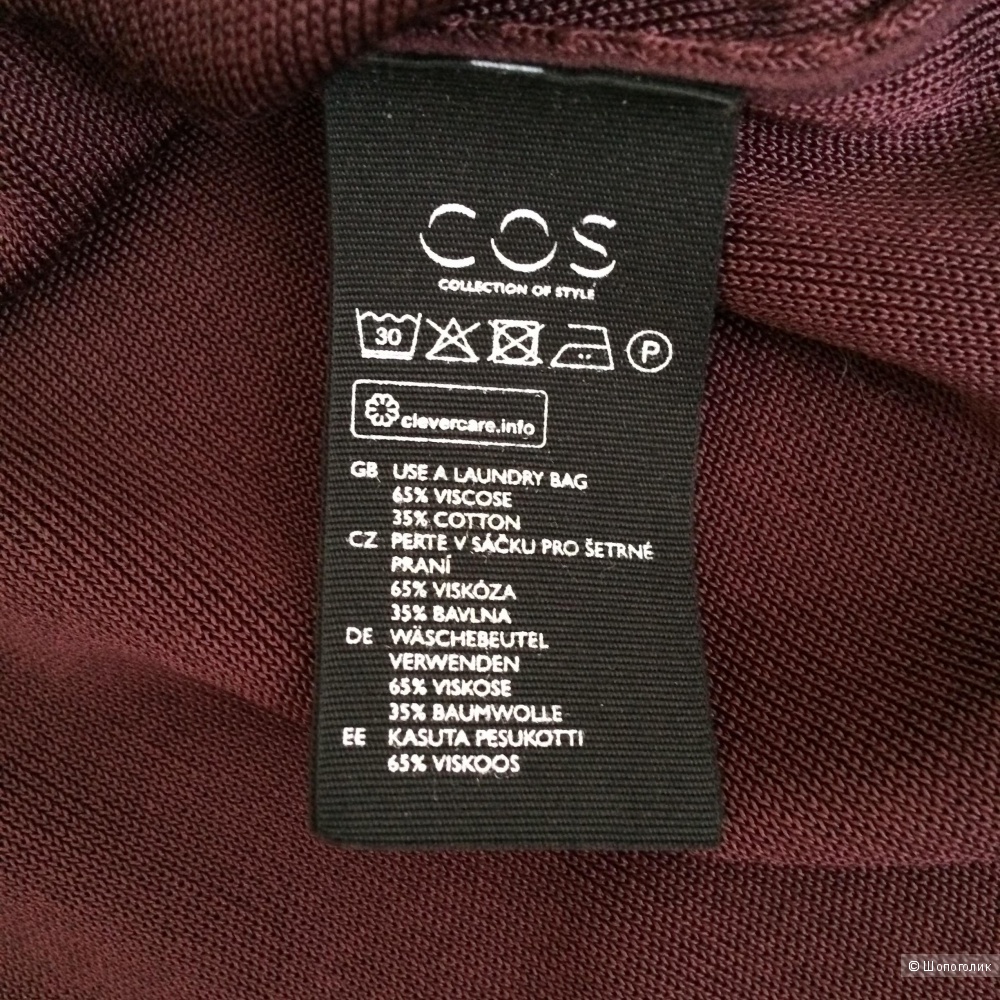 COS
COLLECTION OF STYLE
30 P
clevercare.info
GB USE A LAUNDRY BAG
65% VISCOSE
35% COTTON
CZ PERTE V SÁČKU PRO ŠETRNÉ
PRANÍ
65% VISKÓZA
35% BAVLNA
DE WÄSCHEBEUTEL
VERWENDEN
65% VISKOSE
35% BAUMWOLLE
EE KASUTA PESUKOTTI
65% VISKOOS
© Шопоголик